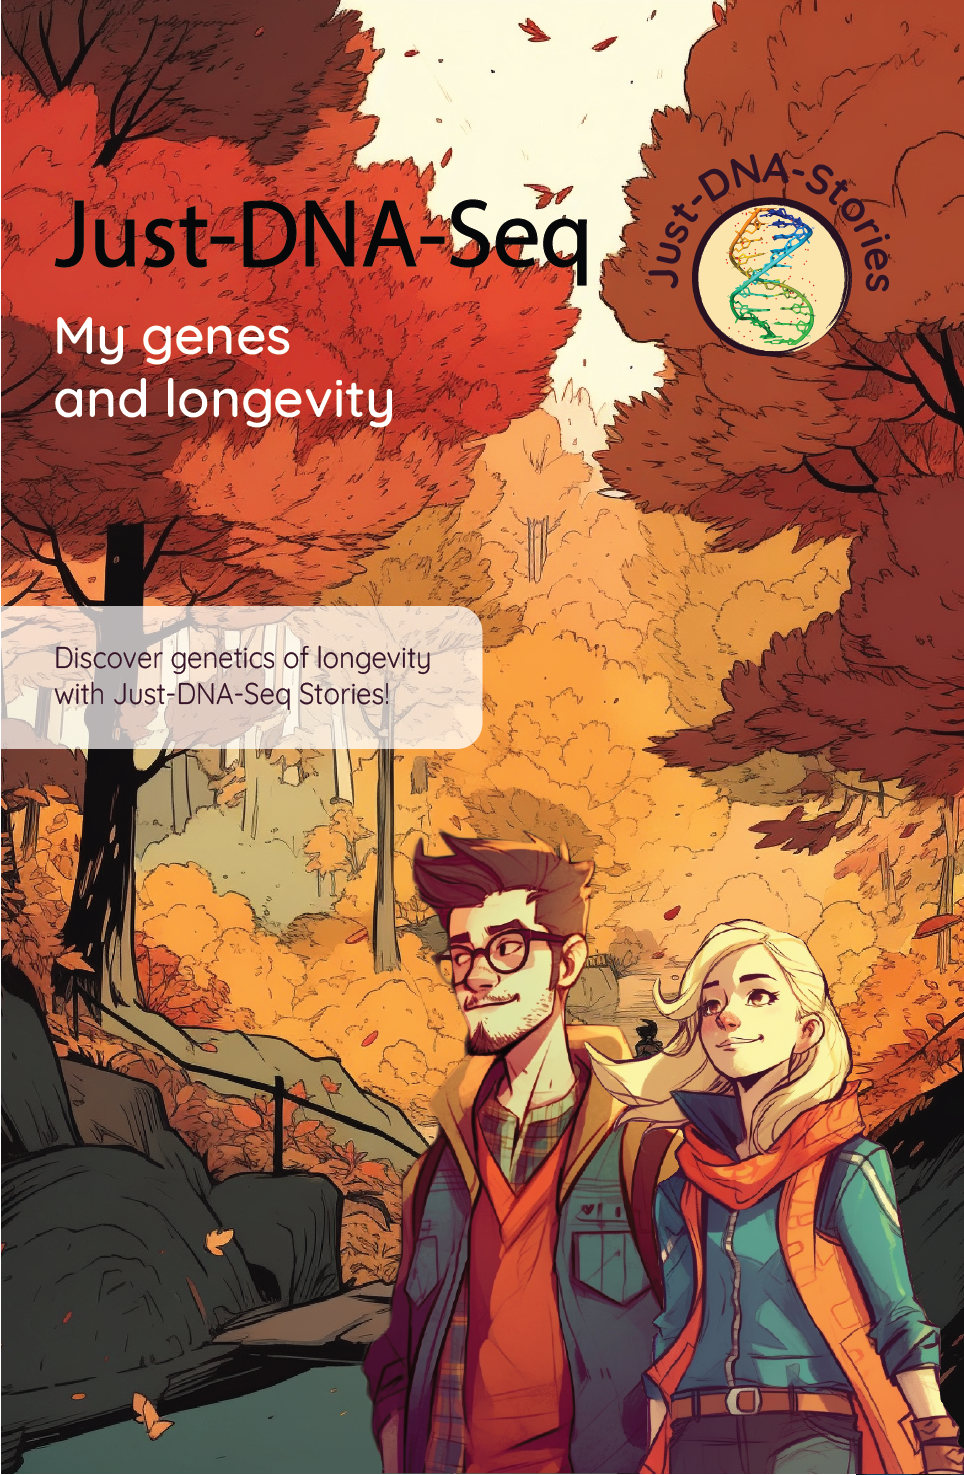 Just-DNA-Seq
Just-DNA-Stories
My genes
and longevity
Discover genetics of longevity
with Just-DNA-Seq Stories!